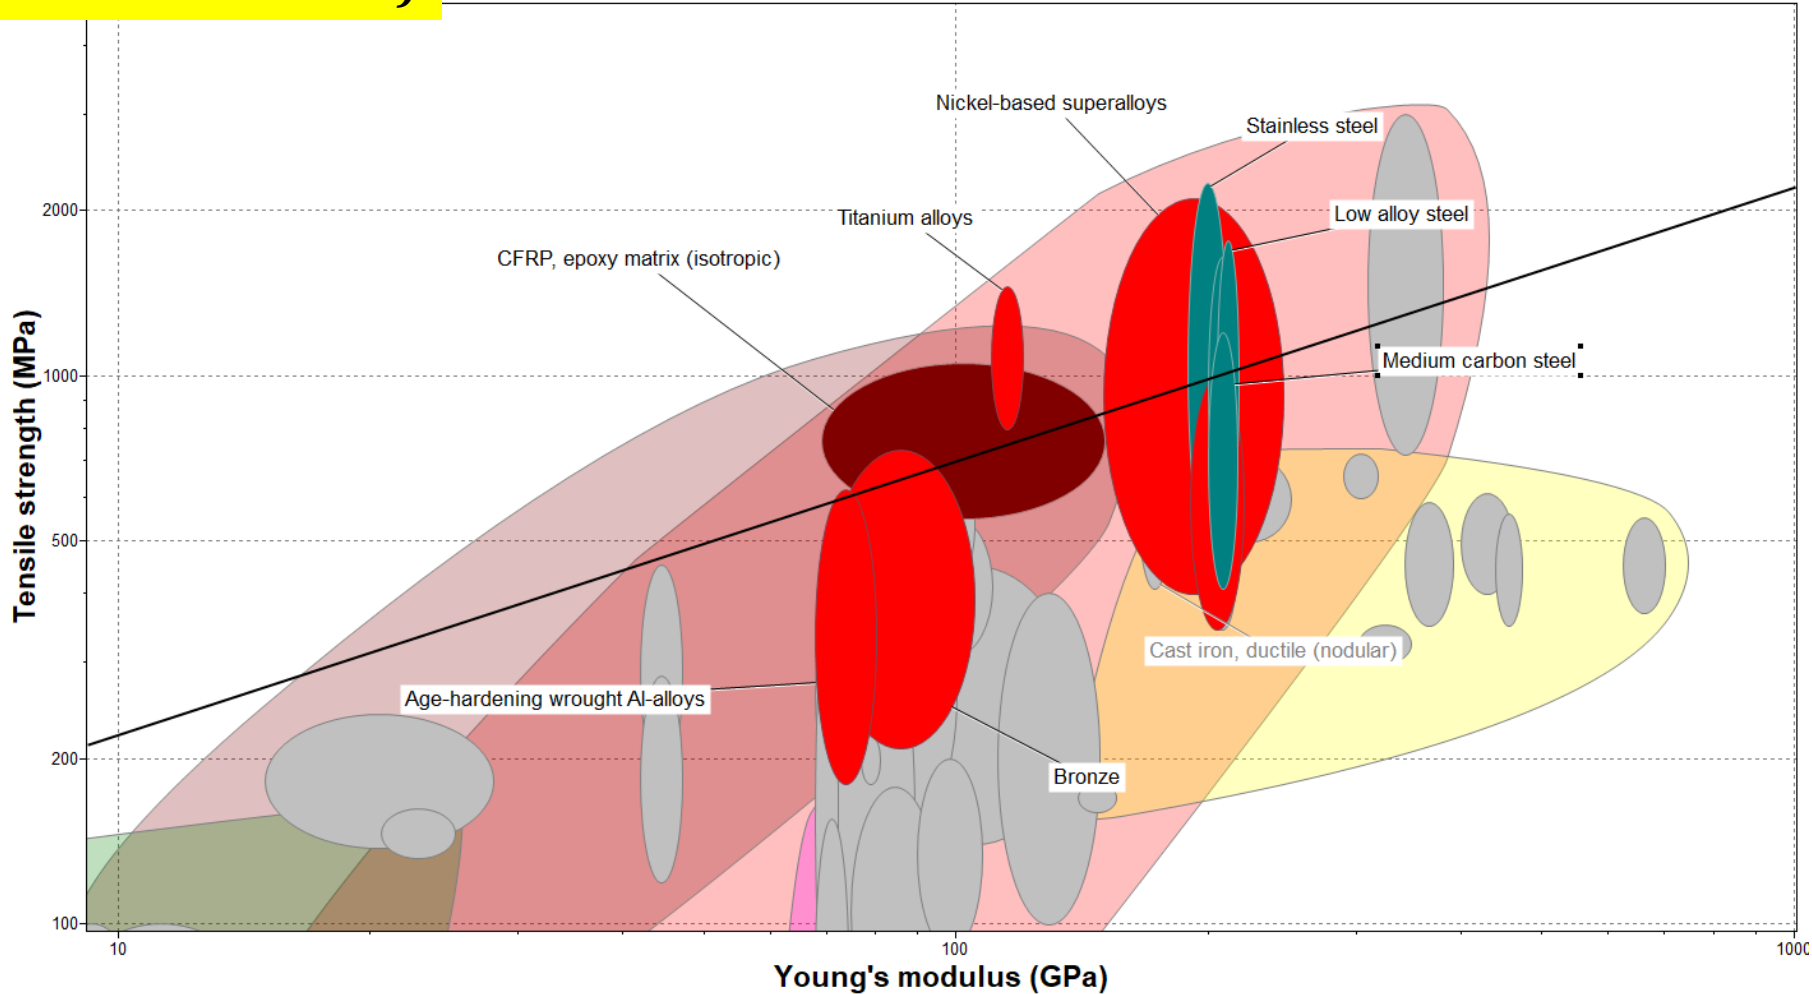 Nickel-based superalloys
Stainless steel
Titanium alloys
Low alloy steel
CFRP, epoxy matrix (isotropic)
Medium carbon steel
Cast iron, ductile (nodular)
Age-hardening wrought Al-alloys
Bronze
Tensile strength (MPa)
2000
1000
500
200
100
10
100
1000
Young's modulus (GPa)